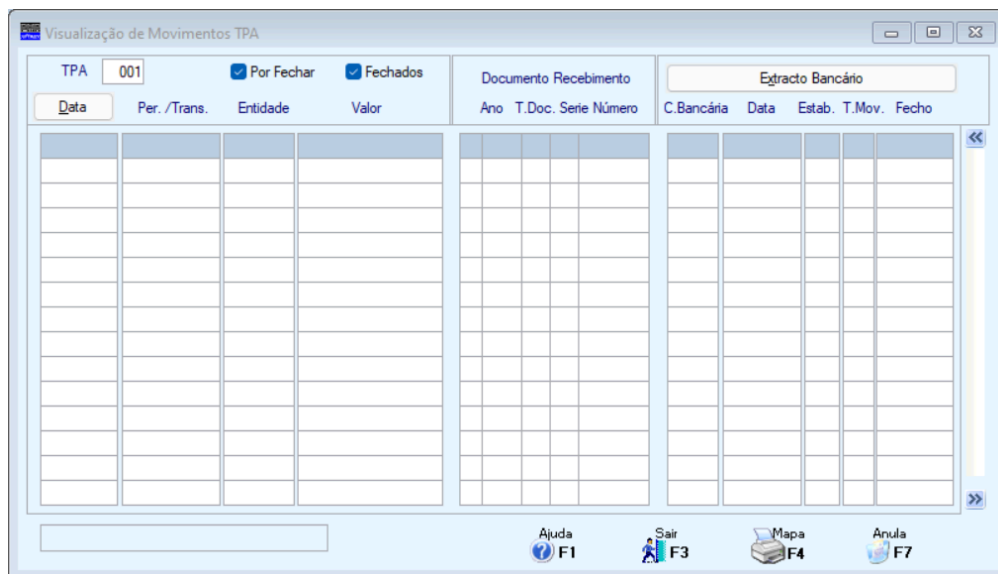 Visualização de Movimentos TPA
TPA 001 Por Fechar Fechados Documento Recebimento Extracto Bancário
Data Per. /Trans. Entidade Valor Ano T.Doc. Serie Número C.Bancária Data Estab. T.Mov. Fecho
Ajuda Sair Mapa Anula
F1 F3 F4 F7